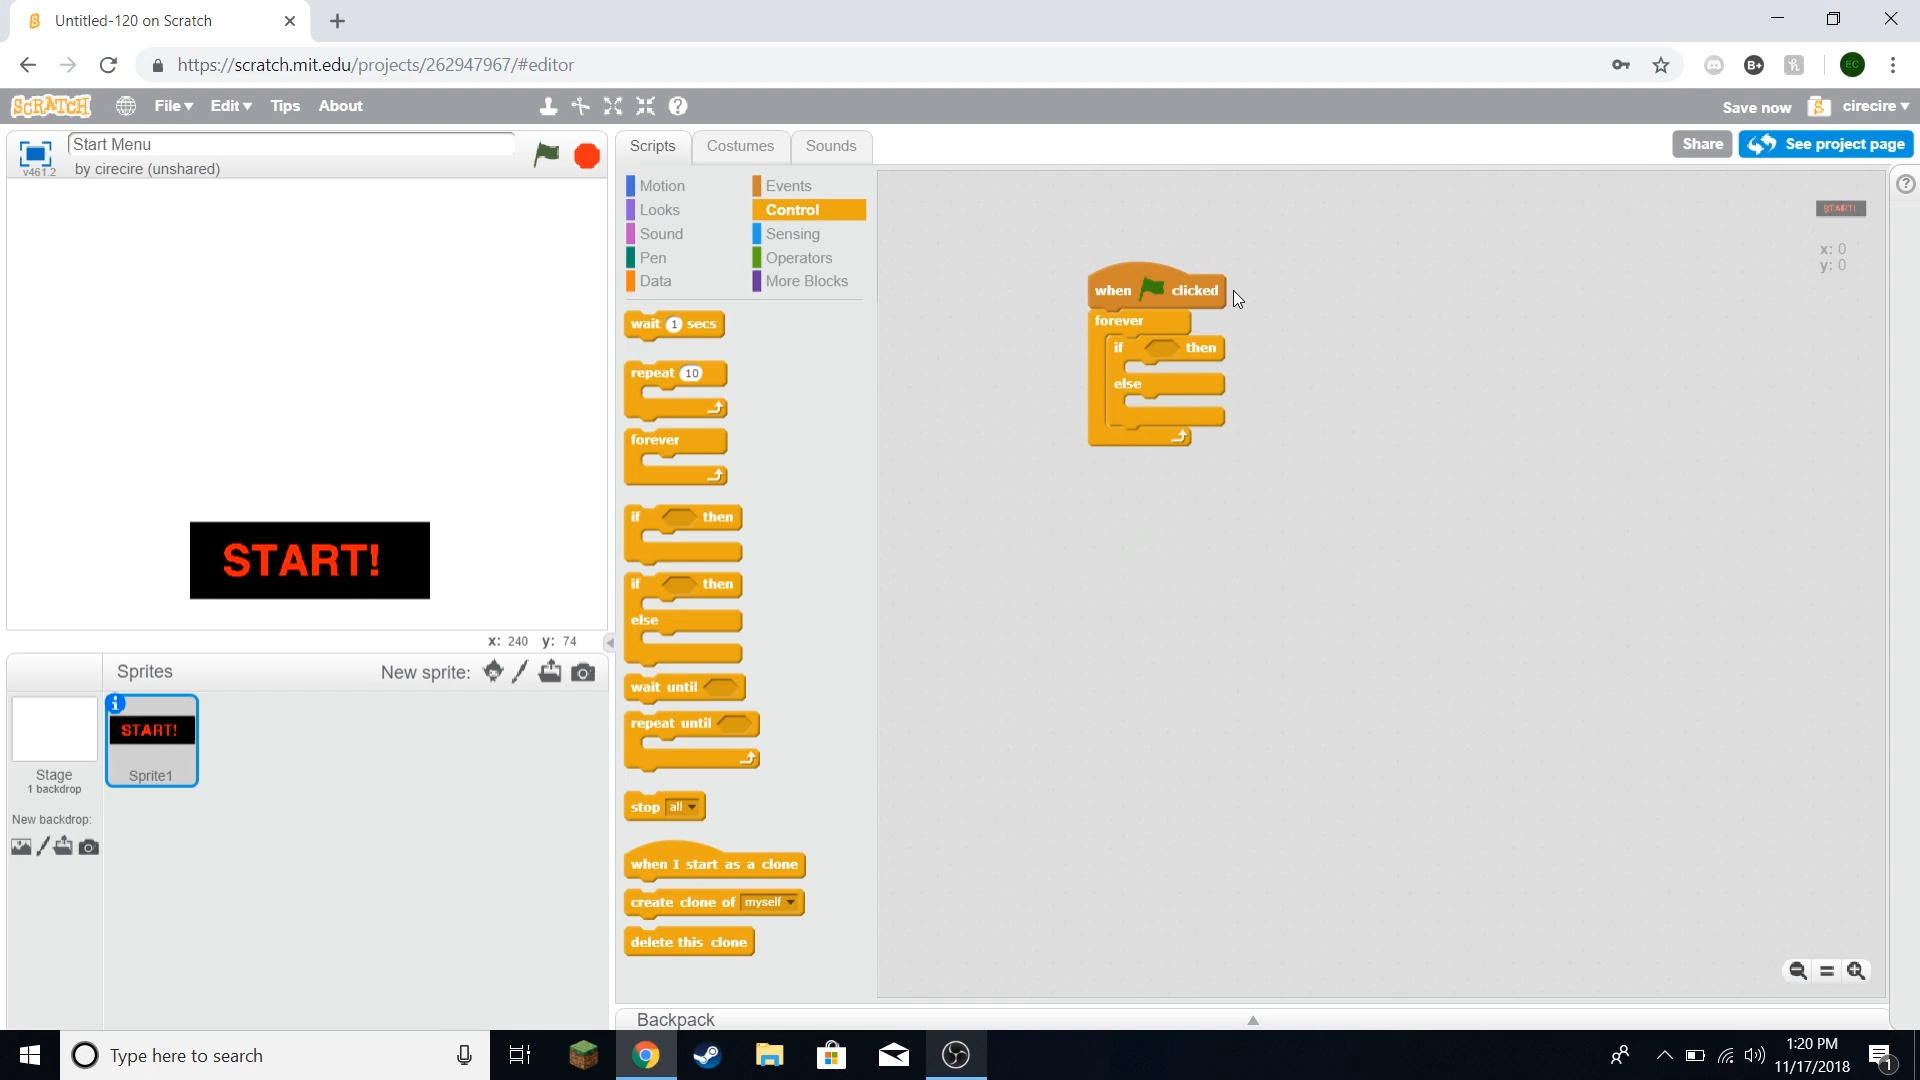 Untitled-120 on Scratch
https://scratch.mit.edu/projects/262947967/#editor
EC
SCRATCH
File
Edit
Tips
About
Save now
cirecire
Start Menu
v461.2
by cirecire (unshared)
Scripts
Costumes
Sounds
Share
See project page
Motion
Events
Looks
Control
Sound
Sensing
Pen
Operators
Data
More Blocks
START!
x: 0
y: 0
when clicked
forever
if then
else
wait 1 secs
repeat 10
forever
if then
if then
else
wait until
repeat until
stop all
when I start as a clone
create clone of myself
delete this clone
START!
x: 240 y: 74
Sprites
New sprite:
START!
Sprite1
Stage
1 backdrop
New backdrop:
Backpack
Type here to search
1:20 PM
11/17/2018
1